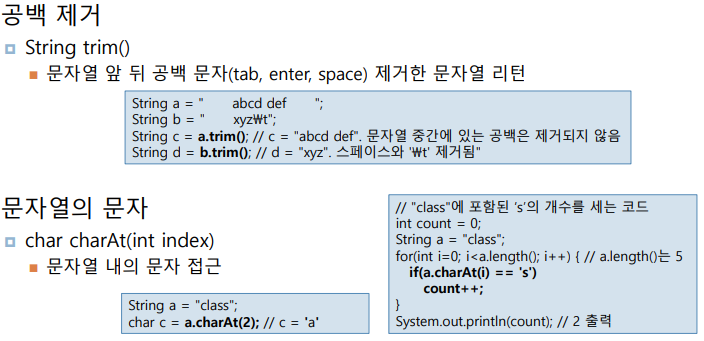 공백 제거
String trim()
문자열 앞 뒤 공백 문자(tab, enter, space) 제거한 문자열 리턴
String a = "      abcd def      ";
String b = "      xyz₩t";
String c = a.trim(); // c = "abcd def". 문자열 중간에 있는 공백은 제거되지 않음
String d = b.trim(); // d = "xyz". 스페이스와 '₩t' 제거됨"
문자열의 문자
char charAt(int index)
문자열 내의 문자 접근
String a = "class";
char c = a.charAt(2); // c = 'a'
// "class"에 포함된 's'의 개수를 세는 코드
int count = 0;
String a = "class";
for(int i=0; i<a.length(); i++) { // a.length()는 5
if(a.charAt(i) == 's')
count++;
}
System.out.println(count); // 2 출력